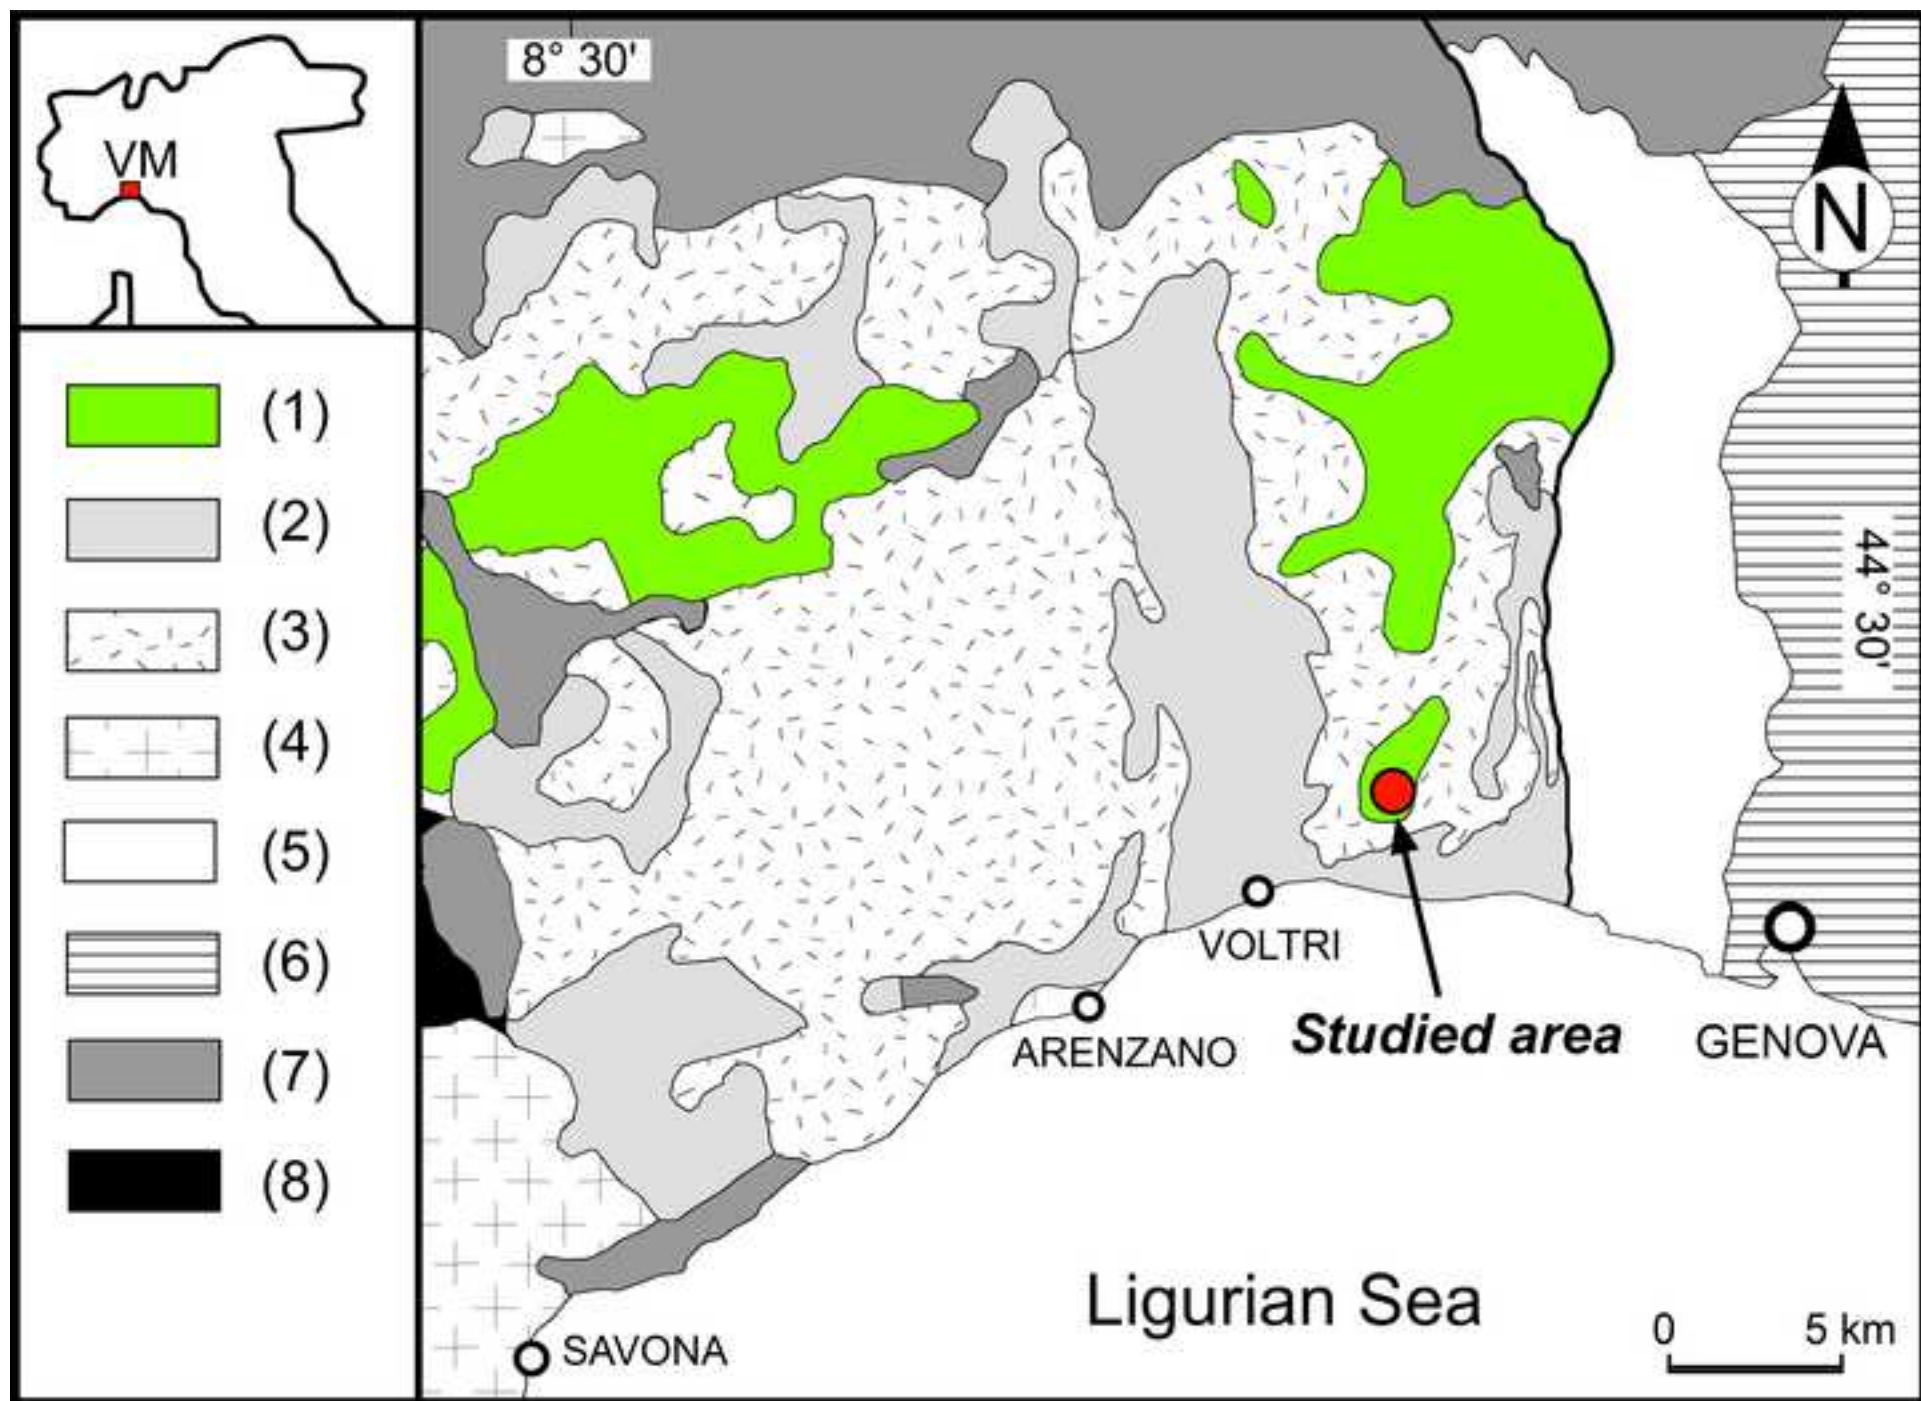 VM
(1)
(2)
(3)
(4)
(5)
(6)
(7)
(8)
8° 30'
N
44° 30'
VOLTRI
ARENZANO
Studied area
GENOVA
Ligurian Sea
0 5 km
SAVONA